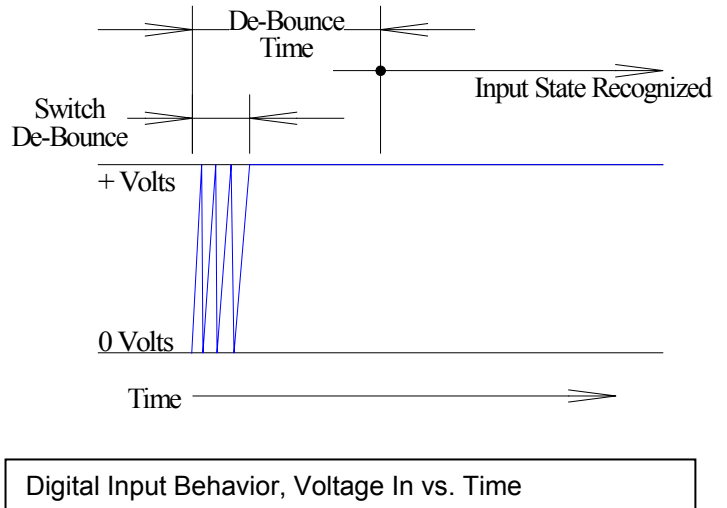 De-Bounce
Time
Input State Recognized
Switch
De-Bounce
+ Volts
0 Volts
Time
Digital Input Behavior, Voltage In vs. Time